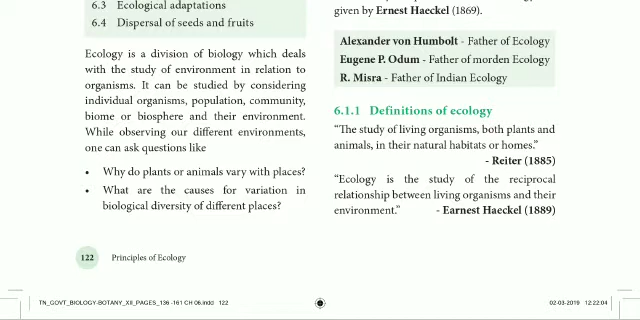 6.3 Ecological adaptations
6.4 Dispersal of seeds and fruits
Ecology is a division of biology which deals
with the study of environment in relation to
organisms. It can be studied by considering
individual organisms, population, community,
biome or biosphere and their environment.
While observing our different environments,
one can ask questions like
• Why do plants or animals vary with places?
• What are the causes for variation in
biological diversity of different places?
given by Ernest Haeckel (1869).
Alexander von Humbolt - Father of Ecology
Eugene P. Odum - Father of morden Ecology
R. Misra - Father of Indian Ecology
6.1.1 Definitions of ecology
“The study of living organisms, both plants and
animals, in their natural habitats or homes.”
- Reiter (1885)
“Ecology is the study of the reciprocal
relationship between living organisms and their
environment.” - Earnest Haeckel (1889)
122 Principles of Ecology
TN_GOVT_BIOLOGY-BOTANY_XII_PAGES_136 -161 CH 06.indd 122
02-03-2019 12:22:04